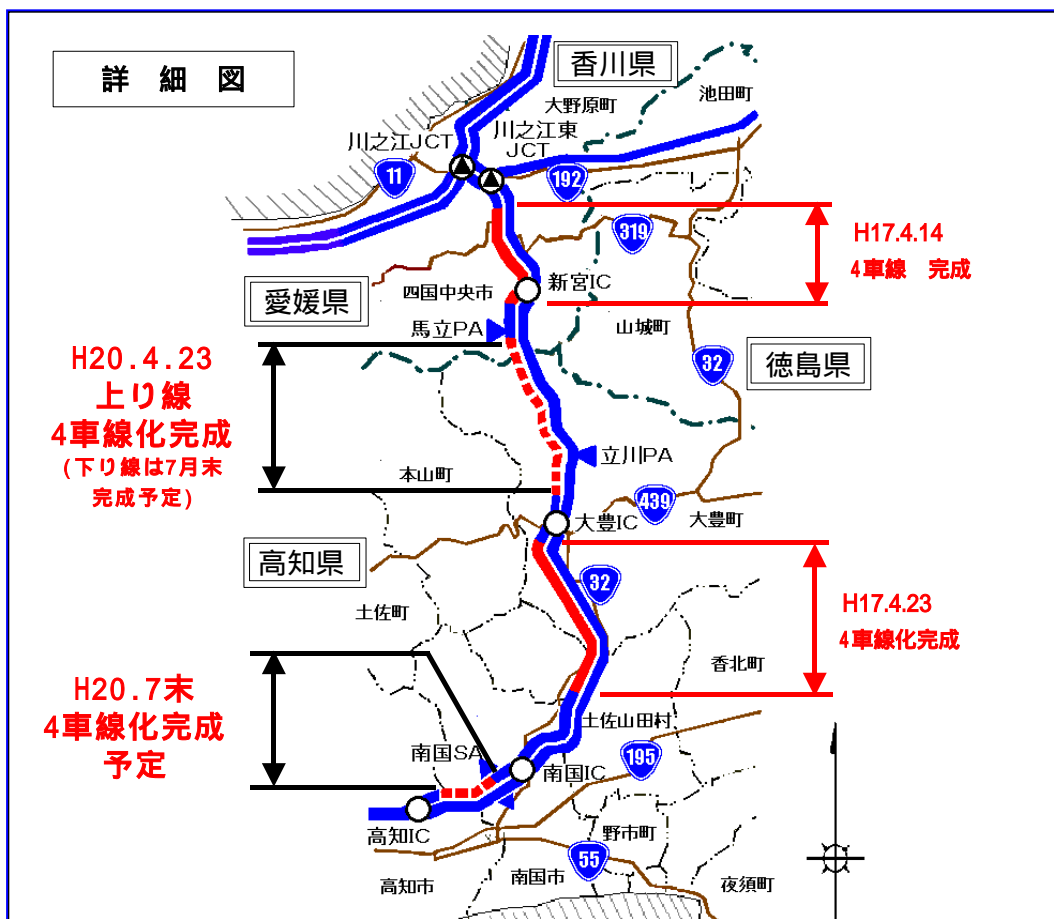 詳 細 図
香川県
大野原町
池田町
川之江JCT
川之江東
JCT
11
192
319
H17.4.14
4車線 完成
新宮IC
四国中央市
愛媛県
馬立PA
山城町
H20.4.23
上り線
4車線化完成
(下り線は7月末
完成予定)
32
徳島県
立川PA
本山町
439
大豊町
大豊IC
高知県
32
土佐町
H17.4.23
4車線化完成
香北町
H20.7末
4車線化完成
予定
土佐山田村
南国SA
南国IC
195
高知IC
野市町
55
高知市
南国市
夜須町